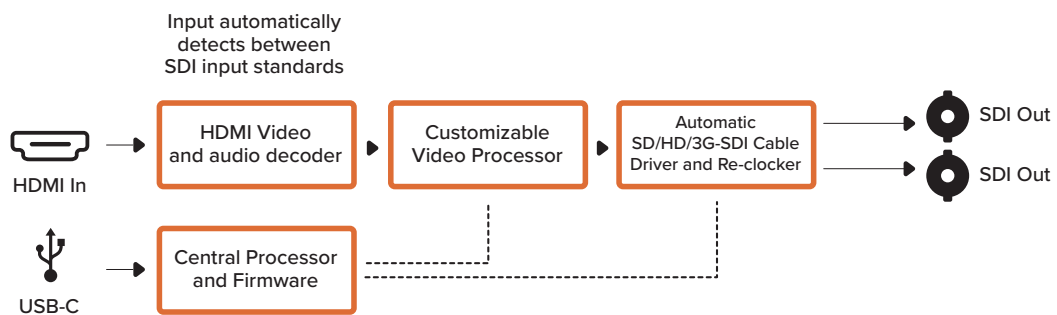 Input automatically
detects between
SDI input standards
HDMI In
HDMI Video
and audio decoder
Customizable
Video Processor
Automatic
SD/HD/3G-SDI Cable
Driver and Re-clocker
SDI Out
SDI Out
USB-C
Central Processor
and Firmware